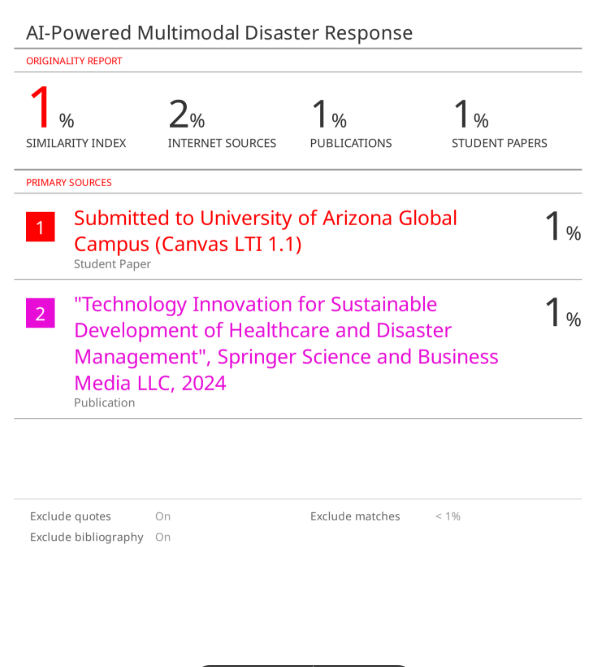 AI-Powered Multimodal Disaster Response
ORIGINALITY REPORT
1% 2% 1% 1%
SIMILARITY INDEX INTERNET SOURCES PUBLICATIONS STUDENT PAPERS
PRIMARY SOURCES
1 Submitted to University of Arizona Global 1%
Campus (Canvas LTI 1.1)
Student Paper
2 "Technology Innovation for Sustainable 1%
Development of Healthcare and Disaster
Management", Springer Science and Business
Media LLC, 2024
Publication
Exclude quotes On Exclude matches < 1%
Exclude bibliography On